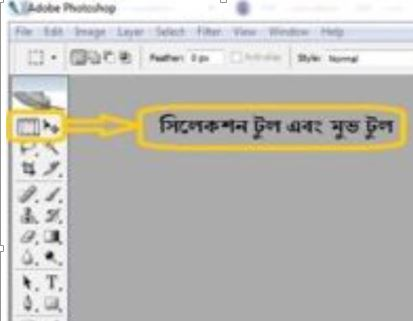 Adobe Photoshop
File Edit Image Layer Select Filter View Window Help
Feather: 0 px Style: Normal
সিলেকশন টুল এবং মুভ টুল